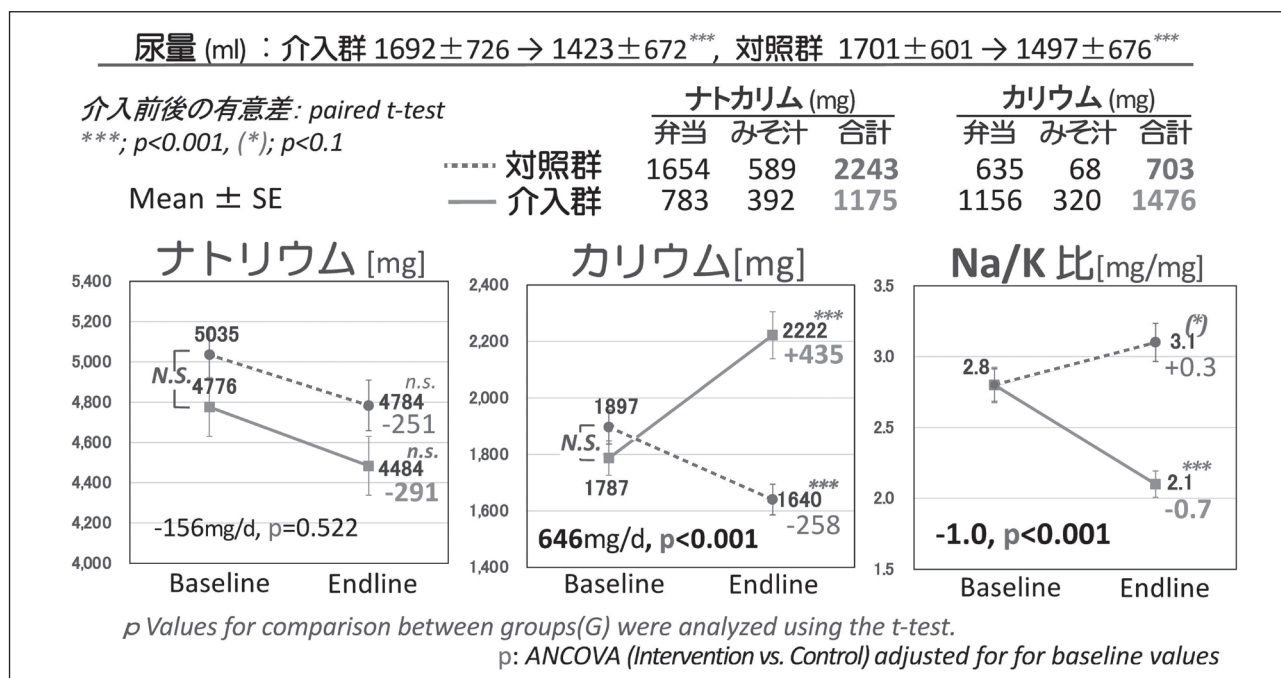 尿量 (ml) ：介入群 1692±726 → 1423±672***, 対照群 1701±601 → 1497±676***
介入前後の有意差: paired t-test
***; p<0.001, (*); p<0.1
Mean ± SE
ナトカリム (mg) カリウム (mg)
弁当 みそ汁 合計 弁当 みそ汁 合計
対照群 1654 589 2243 635 68 703
介入群 783 392 1175 1156 320 1476
ナトリウム [mg]
5,400
5,200
5,000
4,800
4,600
4,400
4,200
4,000
5035
N.S.
4776
n.s.
4784
-251
n.s.
4484
-291
-156mg/d, p=0.522
Baseline Endline
カリウム[mg]
2,400
2,200
2,000
1,800
1,600
1,400
1897
N.S.
1787
***
2222
+435
***
1640
-258
646mg/d, p<0.001
Baseline Endline
Na/K 比[mg/mg]
3.5
3.0
2.5
2.0
1.5
2.8
(*)
3.1
+0.3
***
2.1
-0.7
-1.0, p<0.001
Baseline Endline
p Values for comparison between groups(G) were analyzed using the t-test.
p: ANCOVA (Intervention vs. Control) adjusted for for baseline values